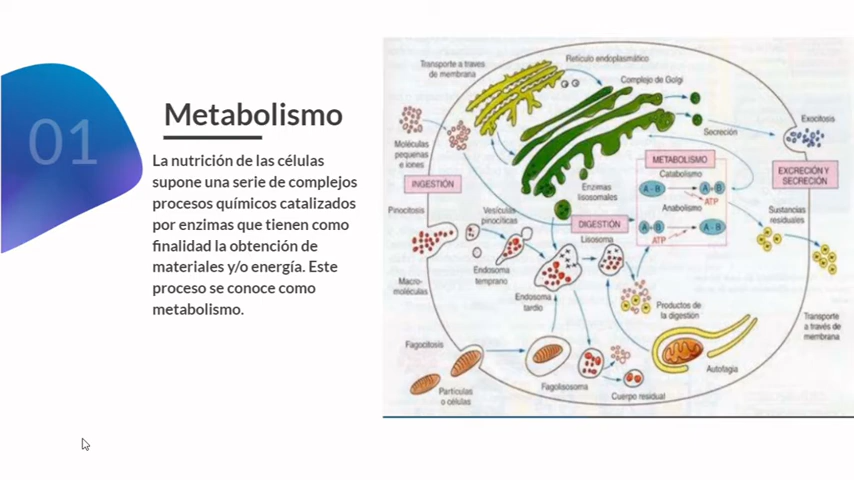 01
Metabolismo
La nutrición de las células
supone una serie de complejos
procesos químicos catalizados
por enzimas que tienen como
finalidad la obtención de
materiales y/o energía. Este
proceso se conoce como
metabolismo.
Transporte a traves
de membrana
Retículo endoplasmático
Complejo de Golgi
Moléculas
pequeñas
e iones
Secreción
Exocitosis
INGESTIÓN
Enzimas
lisosomales
METABOLISMO
Catabolismo
A - B
A + B
ATP
Anabolismo
A + B
A - B
ATP
EXCRECIÓN Y
SECRECIÓN
Pinocitosis
Vesículas
pinocíticas
DIGESTIÓN
Lisosoma
Sustancias
residuales
Endosoma
temprano
Macro-
moléculas
Endosoma
tardio
Productos de
la digestión
Transporte
a través de
membrana
Fagocitosis
Autofagia
Partículas
o células
Fagolisosoma
Cuerpo residual